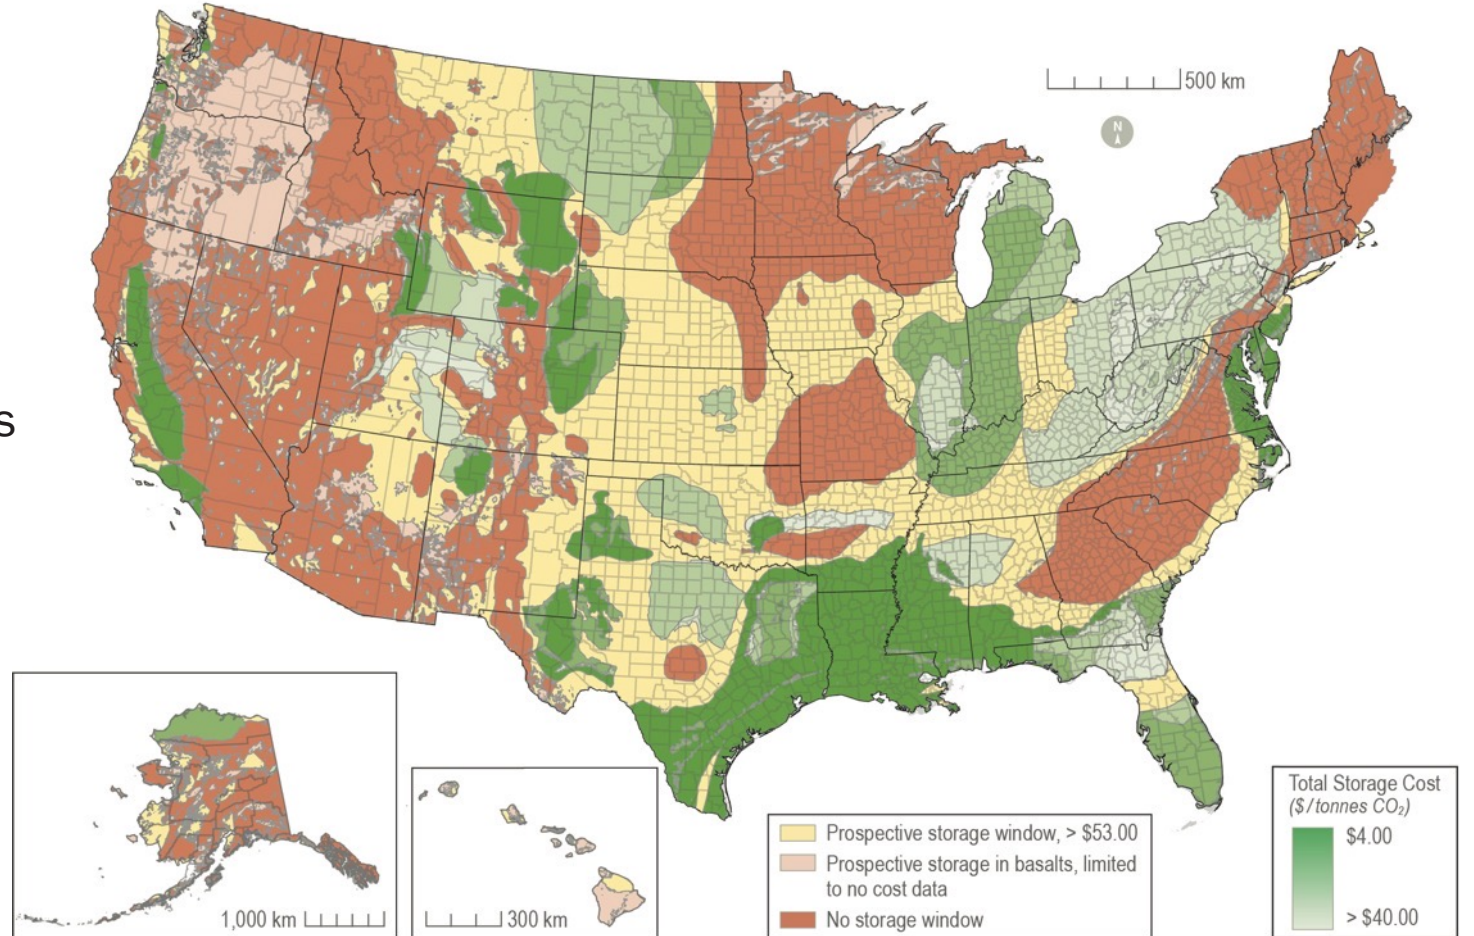 500 km
N
s
1,000 km
300 km
Prospective storage window, > $53.00
Prospective storage in basalts, limited
to no cost data
No storage window
Total Storage Cost
($/tonnes CO₂)
$4.00
> $40.00